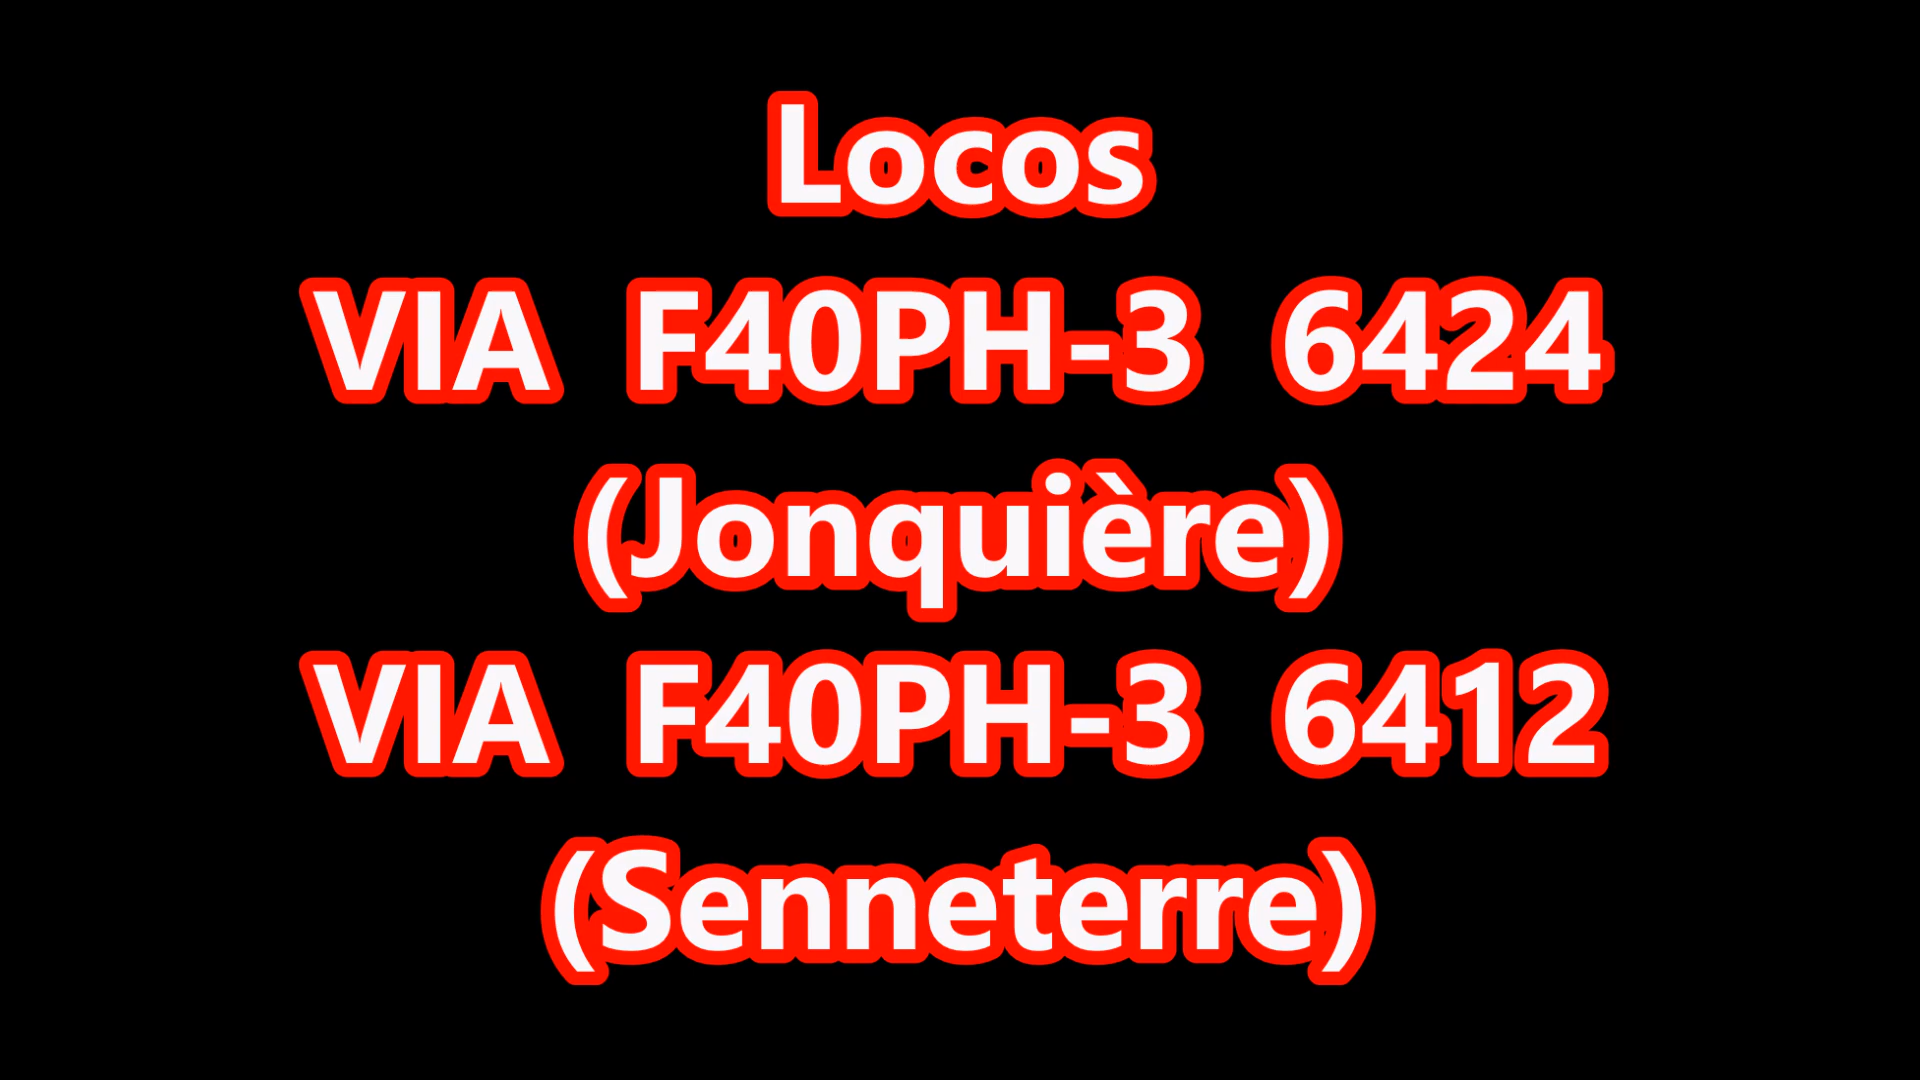 Locos
VIA F40PH-3 6424
(Jonquière)
VIA F40PH-3 6412
(Senneterre)